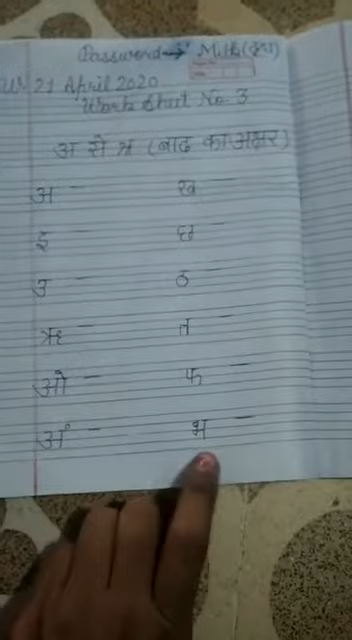 Password → Milk (दूध)
21 April 2020
Work Sheet No. 3
अ से श्र (बाद का अक्षर)
अ – ख –
इ – छ –
उ – ठ –
ऋ – त –
ओ – फ –
अं – भ –